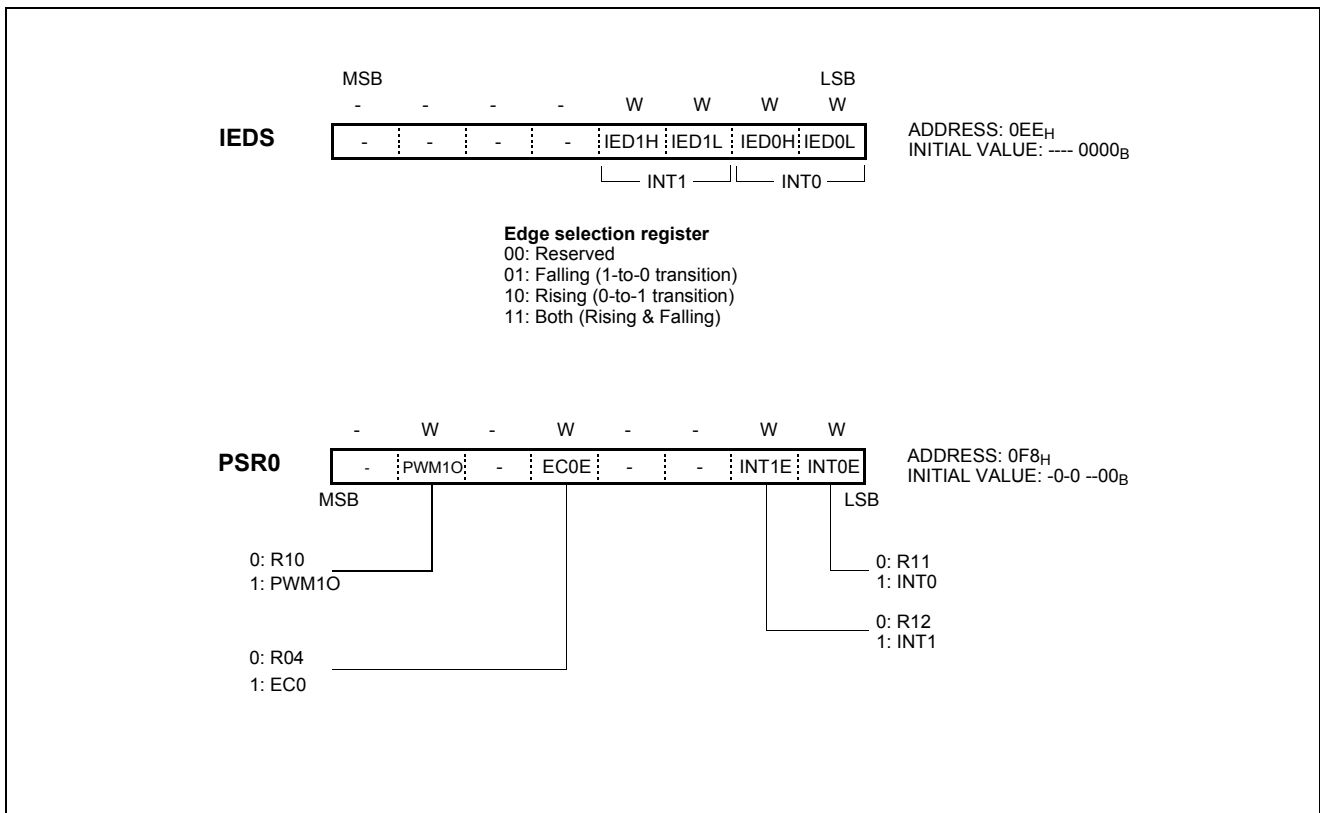 MSB LSB
- - - - W W W W
IEDS - - - - IED1H IED1L IED0H IED0L ADDRESS: 0EEH
INITIAL VALUE: ---- 0000B
INT1 INT0
Edge selection register
00: Reserved
01: Falling (1-to-0 transition)
10: Rising (0-to-1 transition)
11: Both (Rising & Falling)
- W - W - - W W
PSR0 - PWM1O - EC0E - - INT1E INT0E ADDRESS: 0F8H
INITIAL VALUE: -0-0 --00B
MSB LSB
0: R10
1: PWM1O
0: R11
1: INT0
0: R12
1: INT1
0: R04
1: EC0